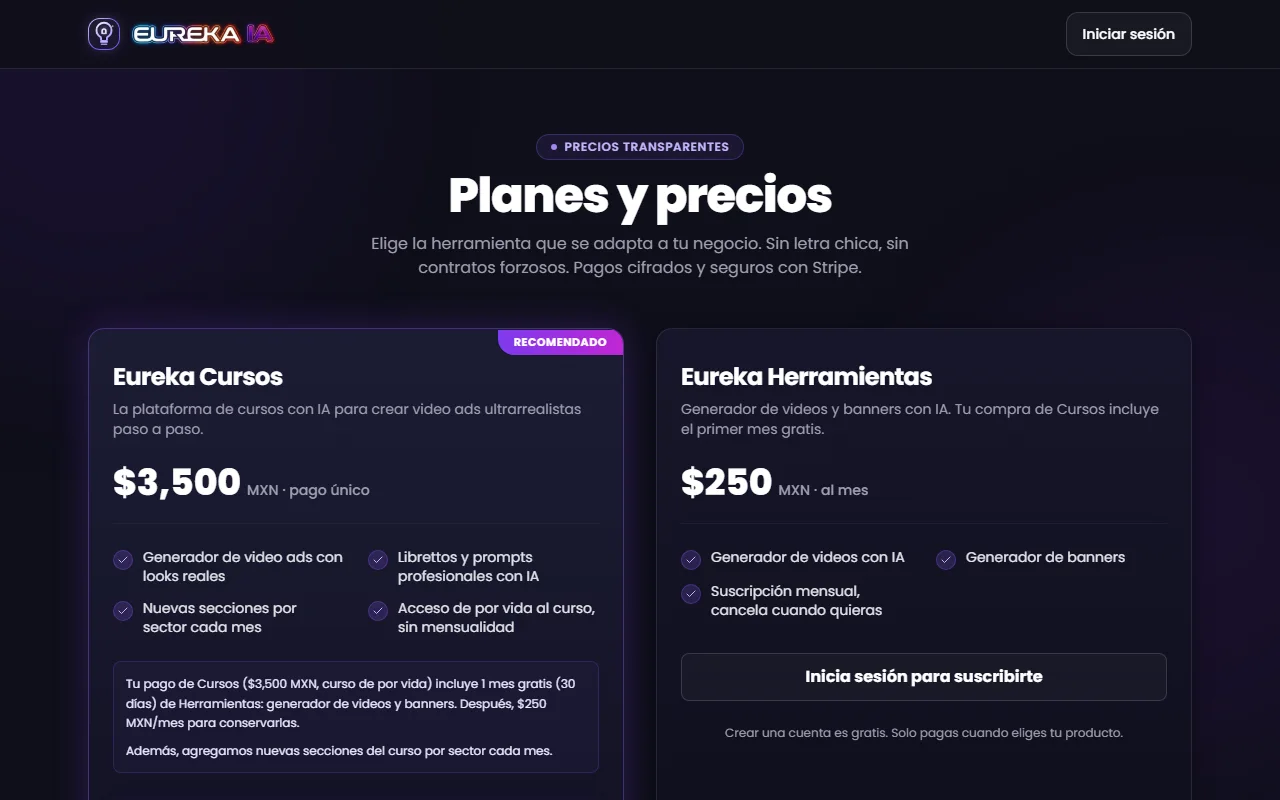 EUREKA IA
Iniciar sesión
PRECIOS TRANSPARENTES
Planes y precios
Elige la herramienta que se adapta a tu negocio. Sin letra chica, sin
contratos forzosos. Pagos cifrados y seguros con Stripe.
RECOMENDADO
Eureka Cursos
La plataforma de cursos con IA para crear video ads ultrarrealistas
paso a paso.
$3,500 MXN · pago único
Generador de video ads con
looks reales
Librettos y prompts
profesionales con IA
Nuevas secciones por
sector cada mes
Acceso de por vida al curso,
sin mensualidad
Tu pago de Cursos ($3,500 MXN, curso de por vida) incluye 1 mes gratis (30
días) de Herramientas: generador de videos y banners. Después, $250
MXN/mes para conservarlas.
Además, agregamos nuevas secciones del curso por sector cada mes.
Eureka Herramientas
Generador de videos y banners con IA. Tu compra de Cursos incluye
el primer mes gratis.
$250 MXN · al mes
Generador de videos con IA
Generador de banners
Suscripción mensual,
cancela cuando quieras
Inicia sesión para suscribirte
Crear una cuenta es gratis. Solo pagas cuando eliges tu producto.